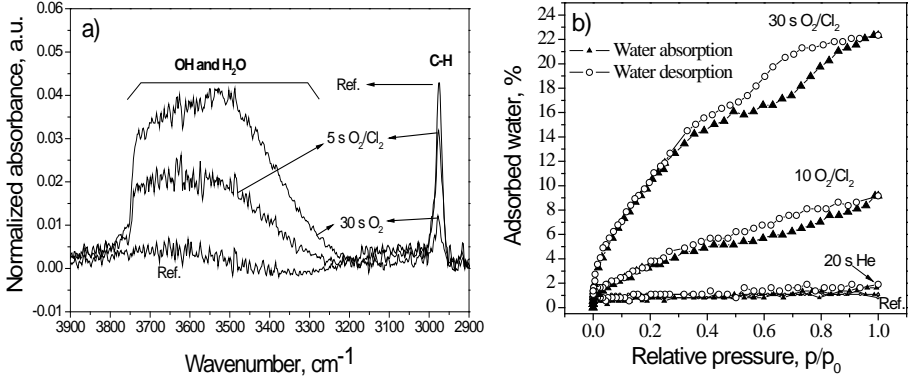 a)
OH and H2O
C-H
Ref.
5 s O2/Cl2
30 s O2
Ref.
Normalized absorbance, a.u.
0.06
0.05
0.04
0.03
0.02
0.01
0.00
-0.01
3900 3800 3700 3600 3500 3400 3300 3200 3100 3000 2900
Wavenumber, cm-1
b)
30 s O2/Cl2
Water absorption
Water desorption
10 O2/Cl2
20 s He
Ref.
Adsorbed water, %
24
22
20
18
16
14
12
10
8
6
4
2
0
0.0 0.2 0.4 0.6 0.8 1.0
Relative pressure, p/p0